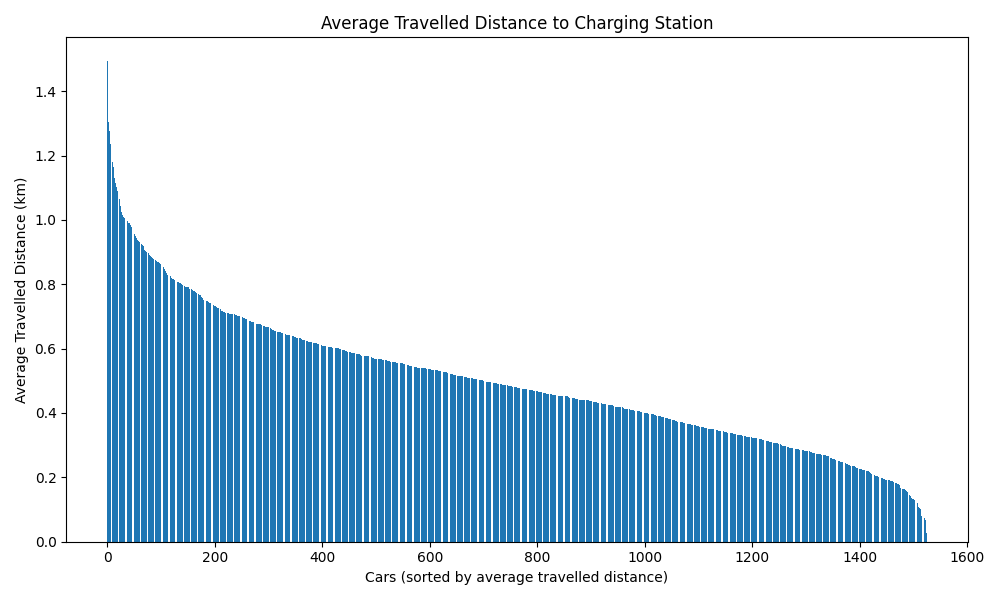 Average Travelled Distance to Charging Station
Average Travelled Distance (km)
1.4
1.2
1.0
0.8
0.6
0.4
0.2
0.0
0 200 400 600 800 1000 1200 1400 1600
Cars (sorted by average travelled distance)